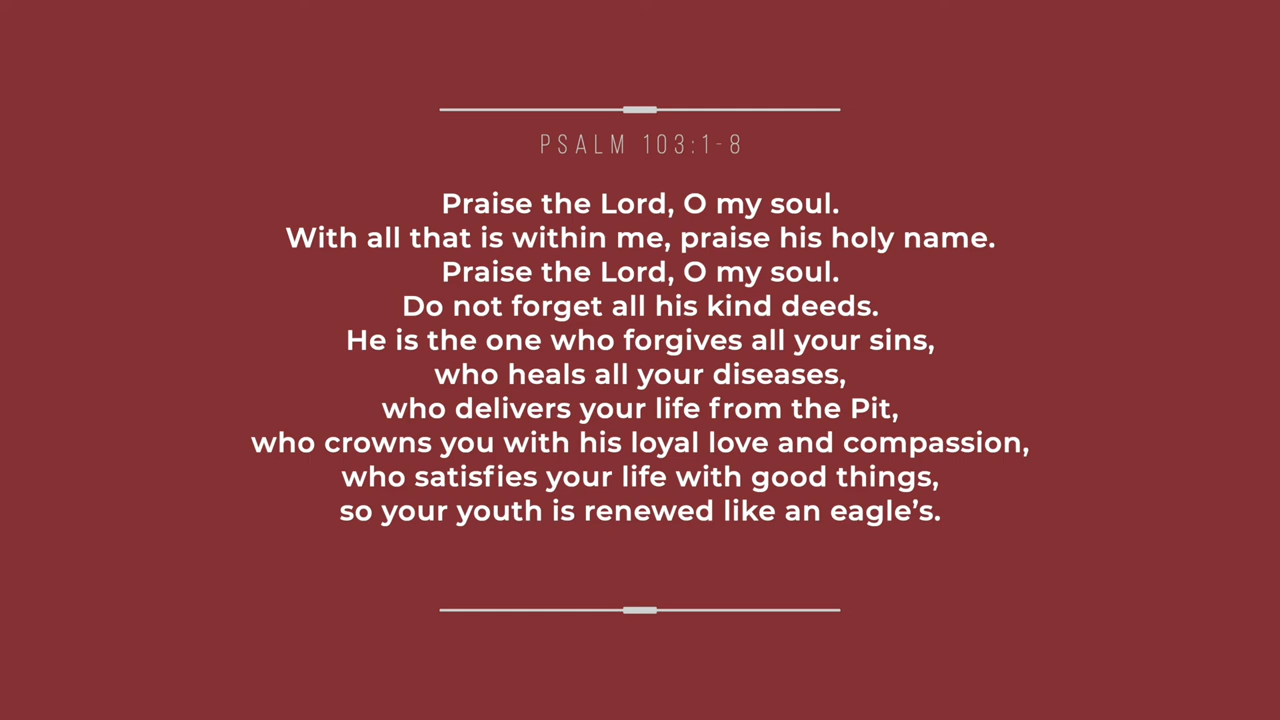 PSALM 103:1-8
Praise the Lord, O my soul.
With all that is within me, praise his holy name.
Praise the Lord, O my soul.
Do not forget all his kind deeds.
He is the one who forgives all your sins,
who heals all your diseases,
who delivers your life from the Pit,
who crowns you with his loyal love and compassion,
who satisfies your life with good things,
so your youth is renewed like an eagle’s.